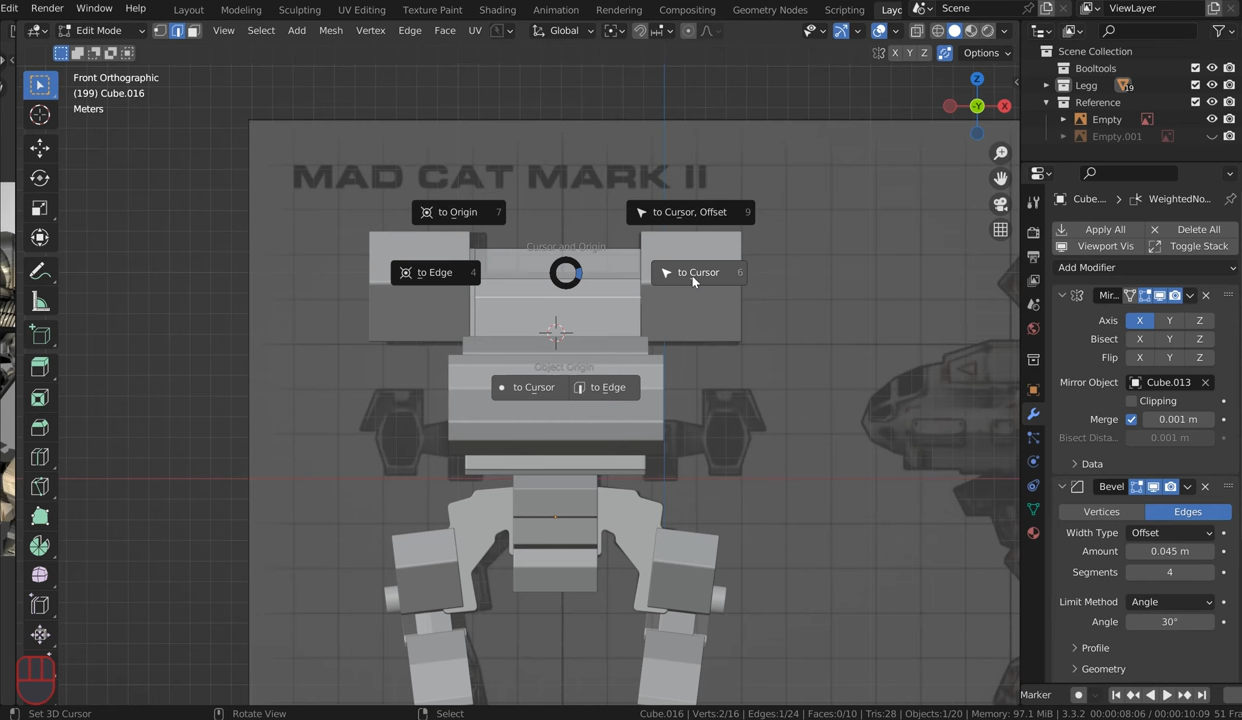 Edit Render Window Help Layout Modeling Sculpting UV Editing Texture Paint Shading Animation Rendering Compositing Geometry Nodes Scripting Layc Scene ViewLayer
Edit Mode View Select Add Mesh Vertex Edge Face UV Global
X Y Z Options
Front Orthographic
(199) Cube.016
Meters
Z
-Y X
MAD CAT MARK II
to Origin 7 to Cursor, Offset 9
Cursor and Origin
to Edge 4 to Cursor 6
Object Origin
to Cursor to Edge
Scene Collection
Booltools
Legg 19
Reference
Empty
Empty.001
Cube.... WeightedNo...
Apply All Delete All
Viewport Vis Toggle Stack
Add Modifier
Mir...
Axis X Y Z
Bisect X Y Z
Flip X Y Z
Mirror Object Cube.013
Clipping
Merge 0.001 m
Bisect Dista... 0.001 m
Data
Bevel
Vertices Edges
Width Type Offset
Amount 0.045 m
Segments 4
Limit Method Angle
Angle 30°
Profile
Geometry
Marker
Set 3D Cursor Rotate View Select Cube.016 | Verts:2/16 | Edges:1/24 | Faces:0/10 | Tris:28 | Objects:1/20 | Memory: 97.1 MiB | 3.3.2 00:00:08:06 / 00:00:10:09 51 Fra